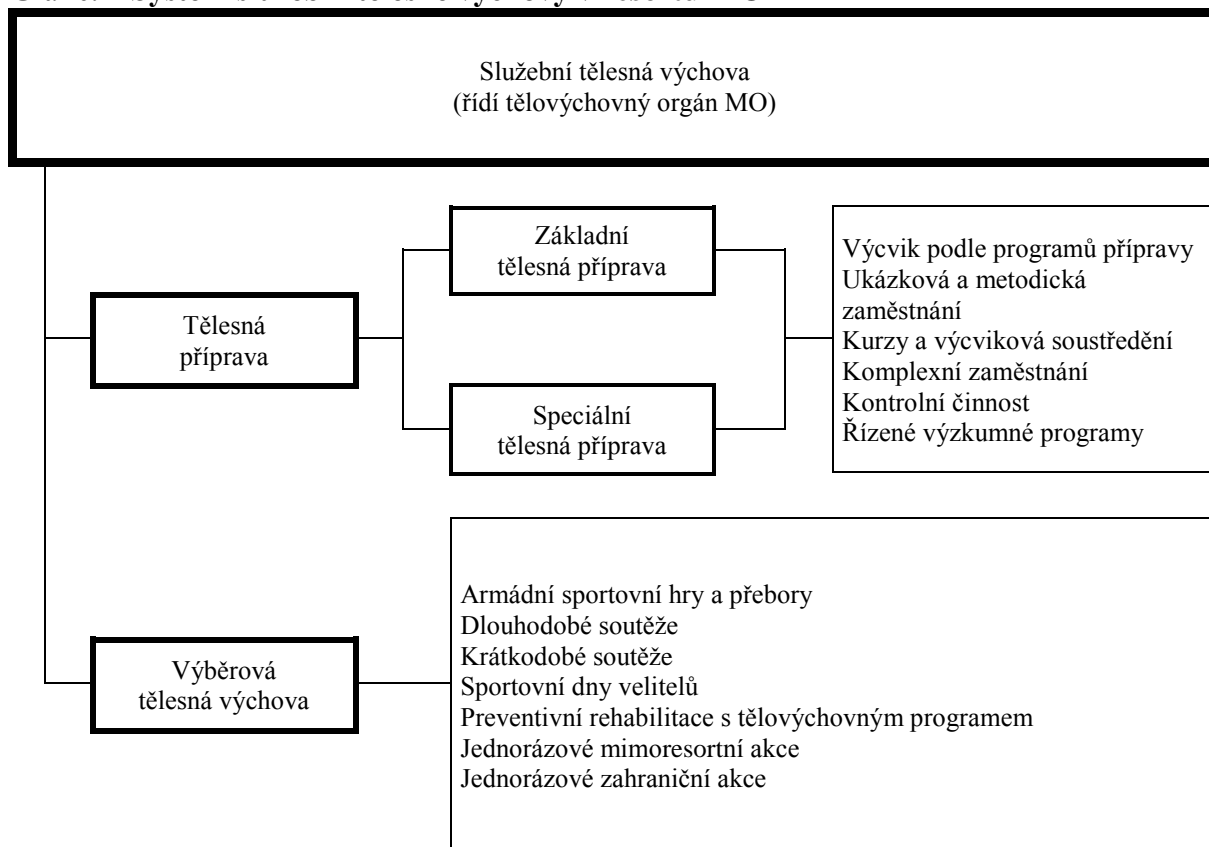 Služební tělesná výchova
(řídí tělovýchovný orgán MO)
Základní
tělesná příprava
Výcvik podle programů přípravy
Ukázková a metodická
zaměstnání
Kurzy a výcviková soustředění
Komplexní zaměstnání
Kontrolní činnost
Řízené výzkumné programy
Tělesná
příprava
Speciální
tělesná příprava
Armádní sportovní hry a přebory
Dlouhodobé soutěže
Krátkodobé soutěže
Sportovní dny velitelů
Preventivní rehabilitace s tělovýchovným programem
Jednorázové mimoresortní akce
Jednorázové zahraniční akce
Výběrová
tělesná výchova